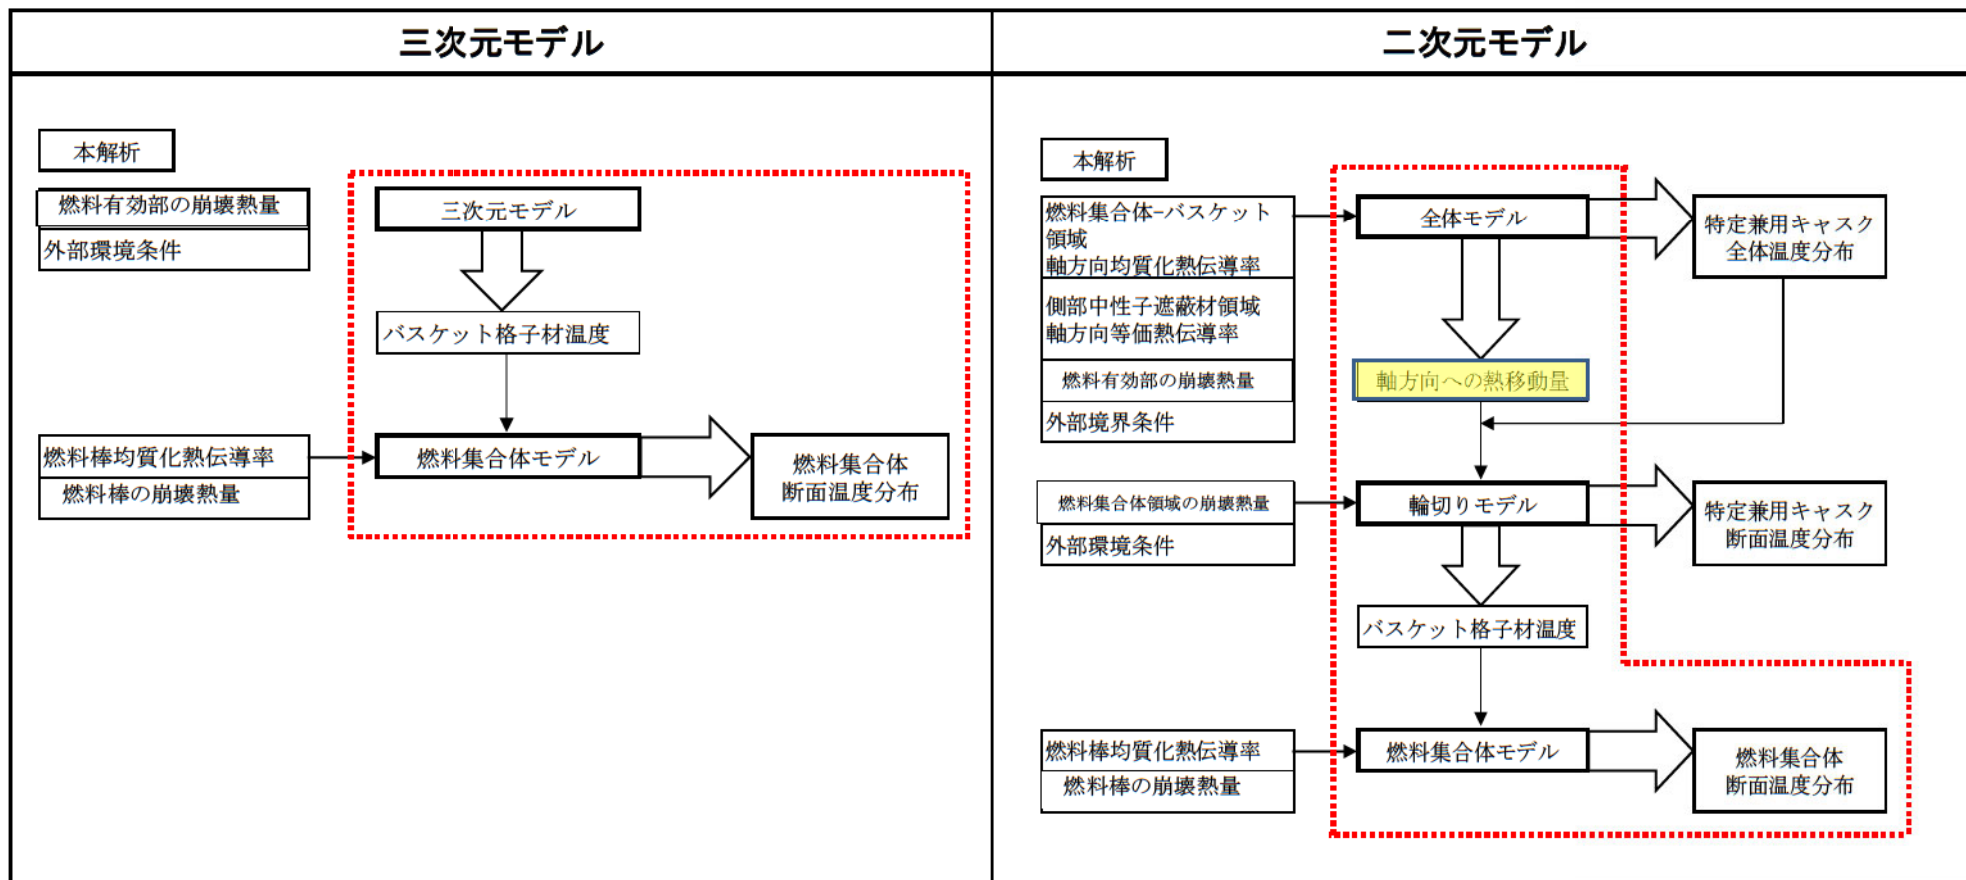 三次元モデル
本解析
燃料有効部の崩壊熱量
外部環境条件
三次元モデル
バスケット格子材温度
燃料棒均質化熱伝導率
燃料棒の崩壊熱量
燃料集合体モデル
燃料集合体
断面温度分布
二次元モデル
本解析
燃料集合体-バスケット
領域
軸方向均質化熱伝導率
側部中性子遮蔽材領域
軸方向等価熱伝導率
燃料有効部の崩壊熱量
外部境界条件
全体モデル
特定兼用キャスク
全体温度分布
軸方向への熱移動量
燃料集合体領域の崩壊熱量
外部環境条件
輪切りモデル
特定兼用キャスク
断面温度分布
バスケット格子材温度
燃料棒均質化熱伝導率
燃料棒の崩壊熱量
燃料集合体モデル
燃料集合体
断面温度分布